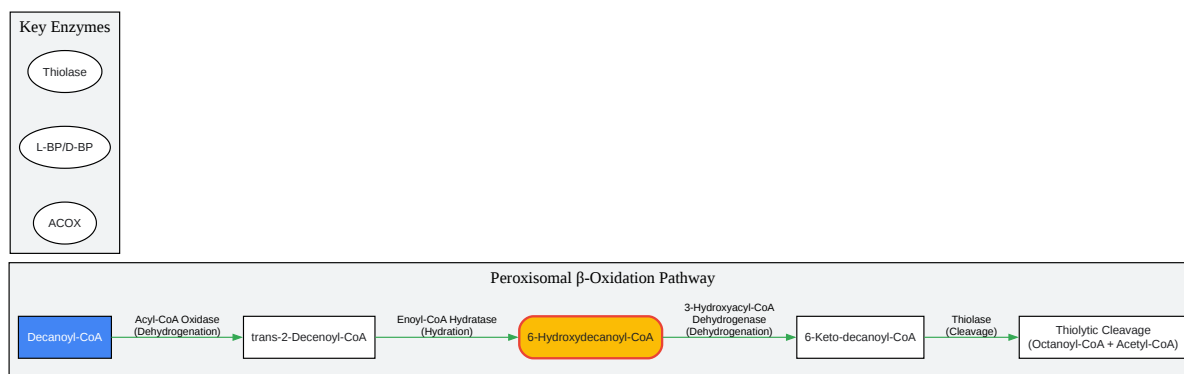 Key Enzymes
Thiolase
L-BP/D-BP
ACOX
Peroxisomal β-Oxidation Pathway
Decanoyl-CoA
Acyl-CoA Oxidase
(Dehydrogenation)
trans-2-Decenoyl-CoA
Enoyl-CoA Hydratase
(Hydration)
6-Hydroxydecanoyl-CoA
3-Hydroxyacyl-CoA
Dehydrogenase
(Dehydrogenation)
6-Keto-decanoyl-CoA
Thiolase
(Cleavage)
Thiolytic Cleavage
(Octanoyl-CoA + Acetyl-CoA)